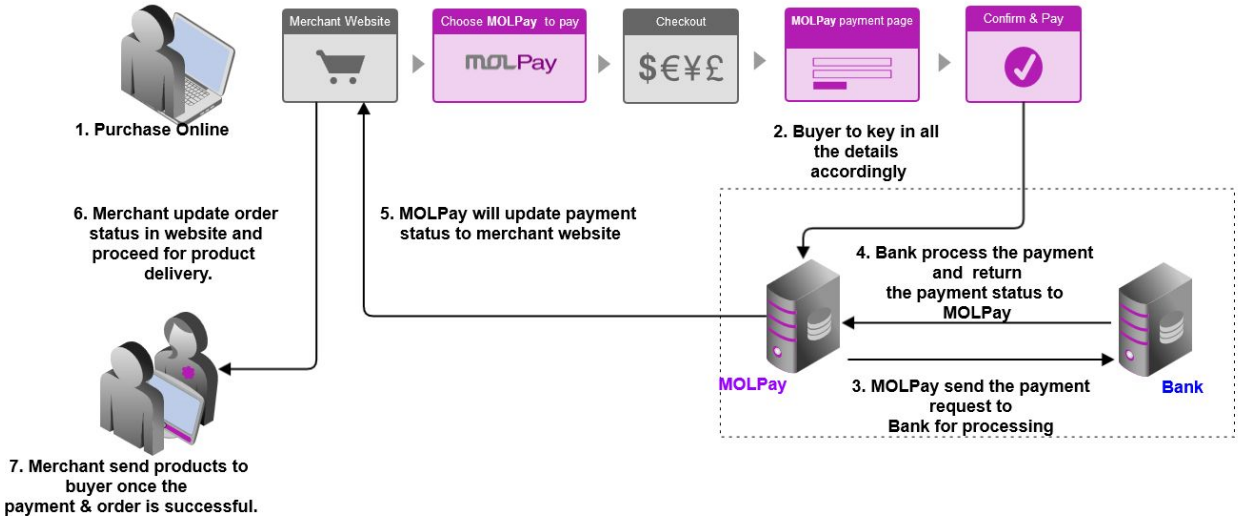 Merchant Website
Choose MOLPay to pay
Checkout
MOLPay payment page
Confirm & Pay
MOLPay
$€¥£
1. Purchase Online
2. Buyer to key in all
the details
accordingly
6. Merchant update order
status in website and
proceed for product
delivery.
5. MOLPay will update payment
status to merchant website
4. Bank process the payment
and return
the payment status to
MOLPay
MOLPay
Bank
3. MOLPay send the payment
request to
Bank for processing
7. Merchant send products to
buyer once the
payment & order is successful.